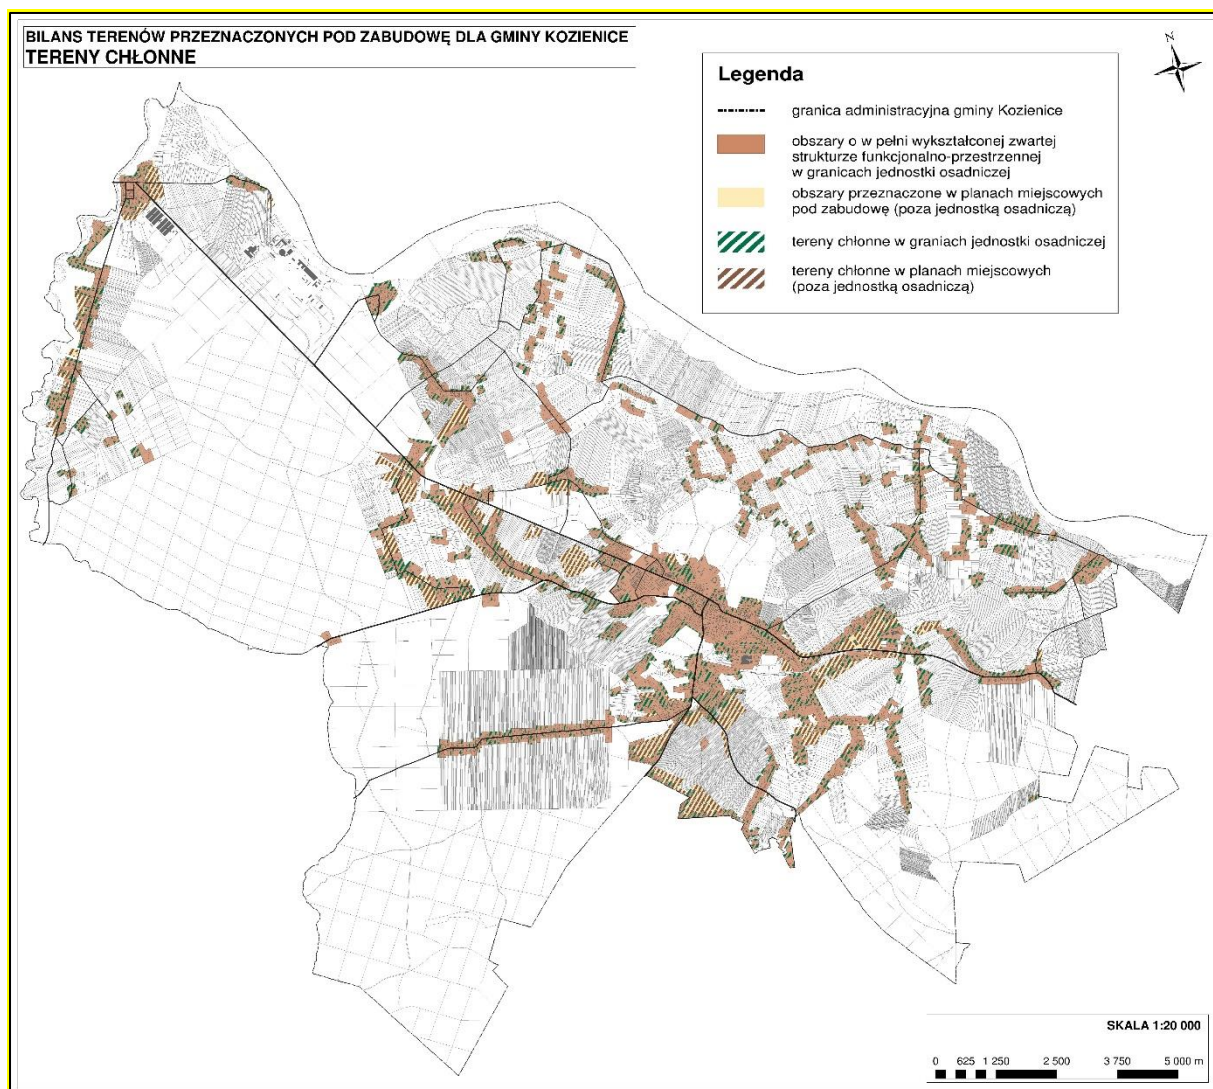 BILANS TERENÓW PRZEZNACZONYCH POD ZABUDOWĘ DLA GMINY KOZIENICE
TERENY CHŁONNE
N
Legenda
granica administracyjna gminy Kozienice
obszary o w pełni wykształconej zwartej
strukturze funkcjonalno-przestrzennej
w granicach jednostki osadniczej
obszary przeznaczone w planach miejscowych
pod zabudowę (poza jednostką osadniczą)
tereny chłonne w graniach jednostki osadniczej
tereny chłonne w planach miejscowych
(poza jednostką osadniczą)
SKALA 1:20 000
0 625 1 250 2 500 3 750 5 000 m